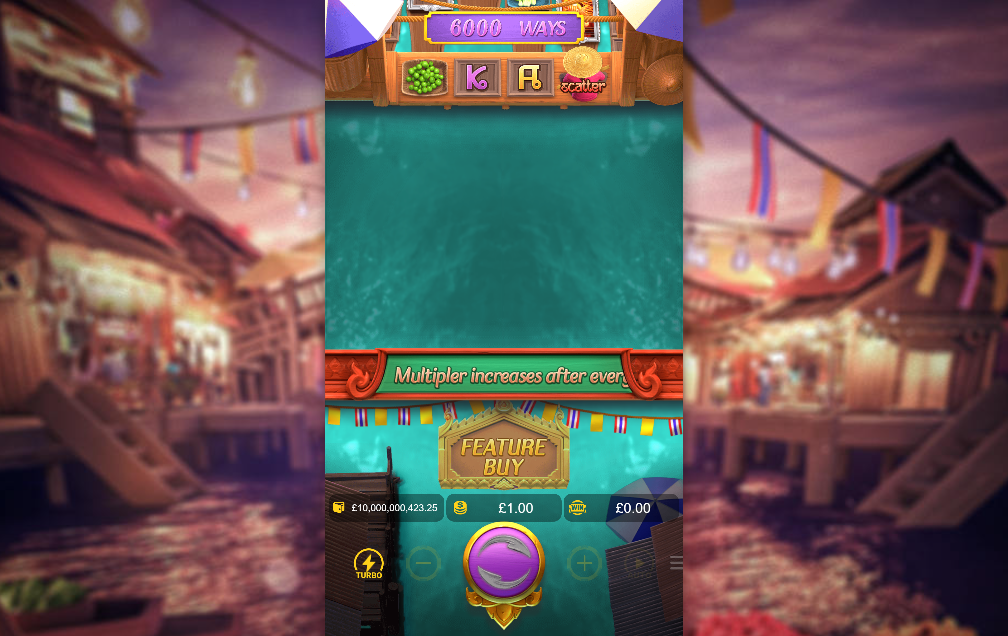 6000 WAYS
K A scatter
Multipler increases after every
FEATURE
BUY
£10,000,000,423.25 £1.00 WIN £0.00
TURBO